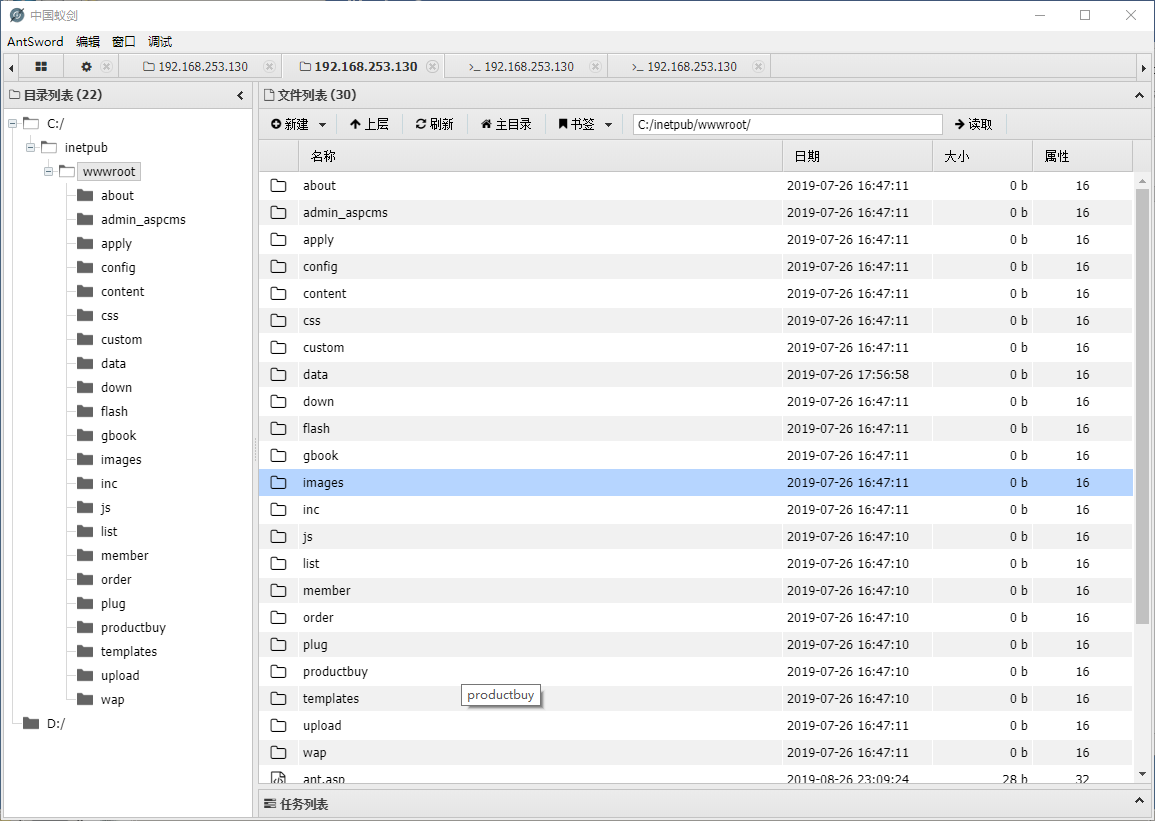 中国蚁剑
AntSword 编辑 窗口 调试
192.168.253.130 192.168.253.130 >_ 192.168.253.130 >_ 192.168.253.130
目录列表 (22)
C:/
inetpub
wwwroot
about
admin_aspcms
apply
config
content
css
custom
data
down
flash
gbook
images
inc
js
list
member
order
plug
productbuy
templates
upload
wap
D:/
文件列表 (30)
新建 上层 刷新 主目录 书签 C:/inetpub/wwwroot/ 读取
名称 日期 大小 属性
about 2019-07-26 16:47:11 0 b 16
admin_aspcms 2019-07-26 16:47:11 0 b 16
apply 2019-07-26 16:47:11 0 b 16
config 2019-07-26 16:47:11 0 b 16
content 2019-07-26 16:47:11 0 b 16
css 2019-07-26 16:47:11 0 b 16
custom 2019-07-26 16:47:11 0 b 16
data 2019-07-26 17:56:58 0 b 16
down 2019-07-26 16:47:11 0 b 16
flash 2019-07-26 16:47:11 0 b 16
gbook 2019-07-26 16:47:11 0 b 16
images 2019-07-26 16:47:11 0 b 16
inc 2019-07-26 16:47:11 0 b 16
js 2019-07-26 16:47:10 0 b 16
list 2019-07-26 16:47:10 0 b 16
member 2019-07-26 16:47:10 0 b 16
order 2019-07-26 16:47:10 0 b 16
plug 2019-07-26 16:47:10 0 b 16
productbuy 2019-07-26 16:47:10 0 b 16
productbuy
templates 2019-07-26 16:47:10 0 b 16
upload 2019-07-26 16:47:11 0 b 16
wap 2019-07-26 16:47:11 0 b 16
ant.asp 2019-08-26 23:09:24 28 b 32
任务列表